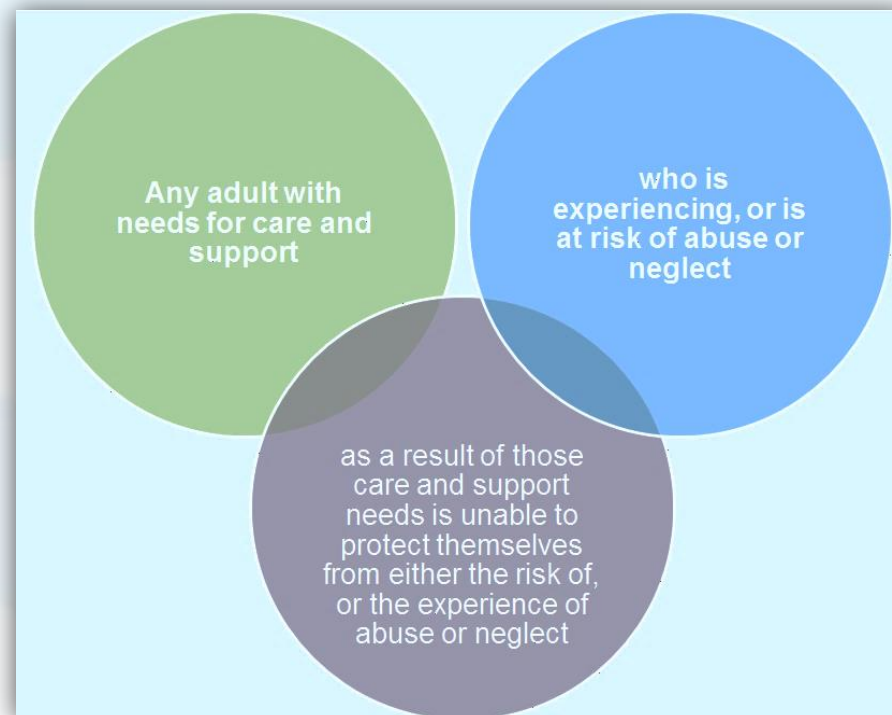 Any adult with
needs for care and
support
who is
experiencing, or is
at risk of abuse or
neglect
as a result of those
care and support
needs is unable to
protect themselves
from either the risk of,
or the experience of
abuse or neglect